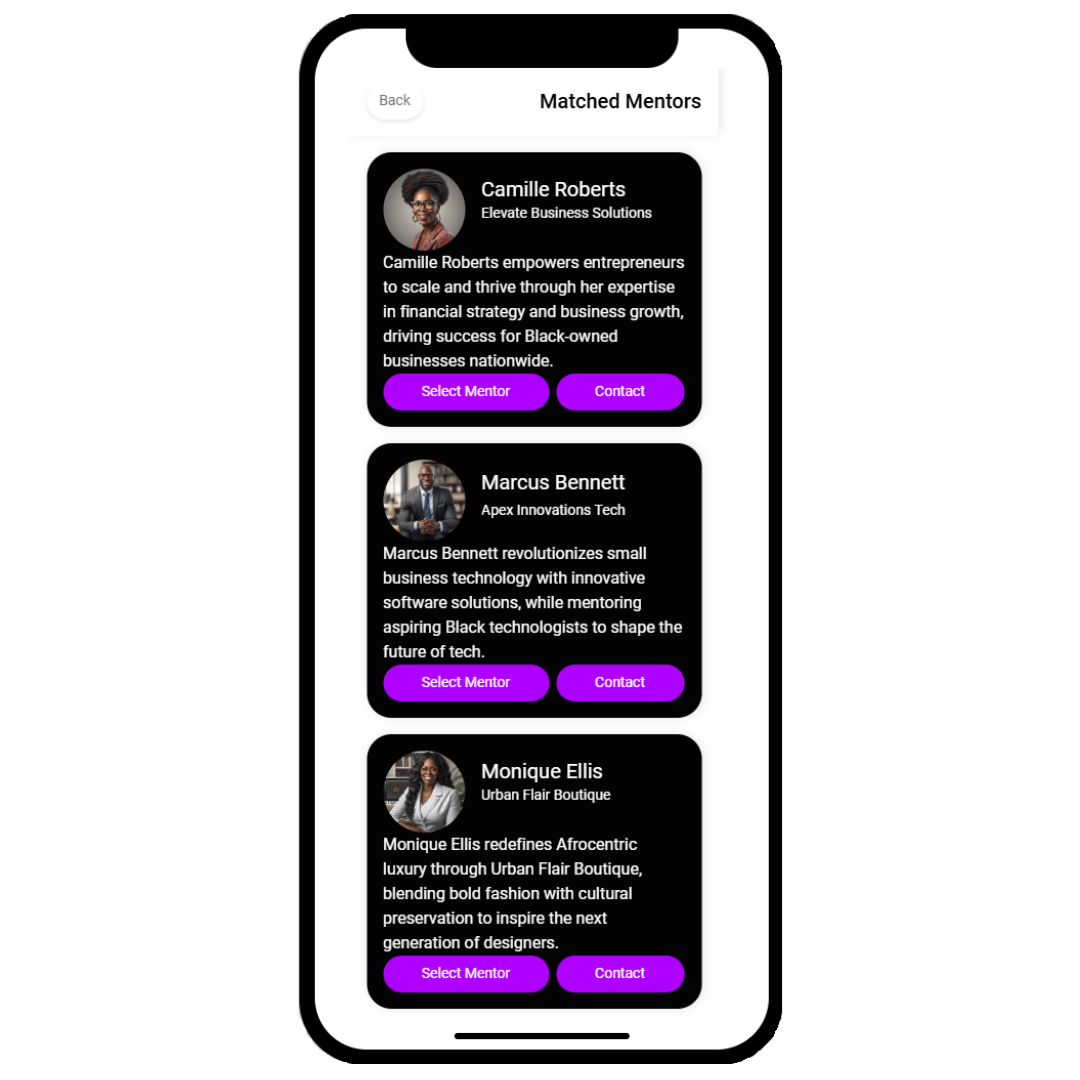 Back
Matched Mentors
Camille Roberts
Elevate Business Solutions
Camille Roberts empowers entrepreneurs
to scale and thrive through her expertise
in financial strategy and business growth,
driving success for Black-owned
businesses nationwide.
Select Mentor
Contact
Marcus Bennett
Apex Innovations Tech
Marcus Bennett revolutionizes small
business technology with innovative
software solutions, while mentoring
aspiring Black technologists to shape the
future of tech.
Select Mentor
Contact
Monique Ellis
Urban Flair Boutique
Monique Ellis redefines Afrocentric
luxury through Urban Flair Boutique,
blending bold fashion with cultural
preservation to inspire the next
generation of designers.
Select Mentor
Contact